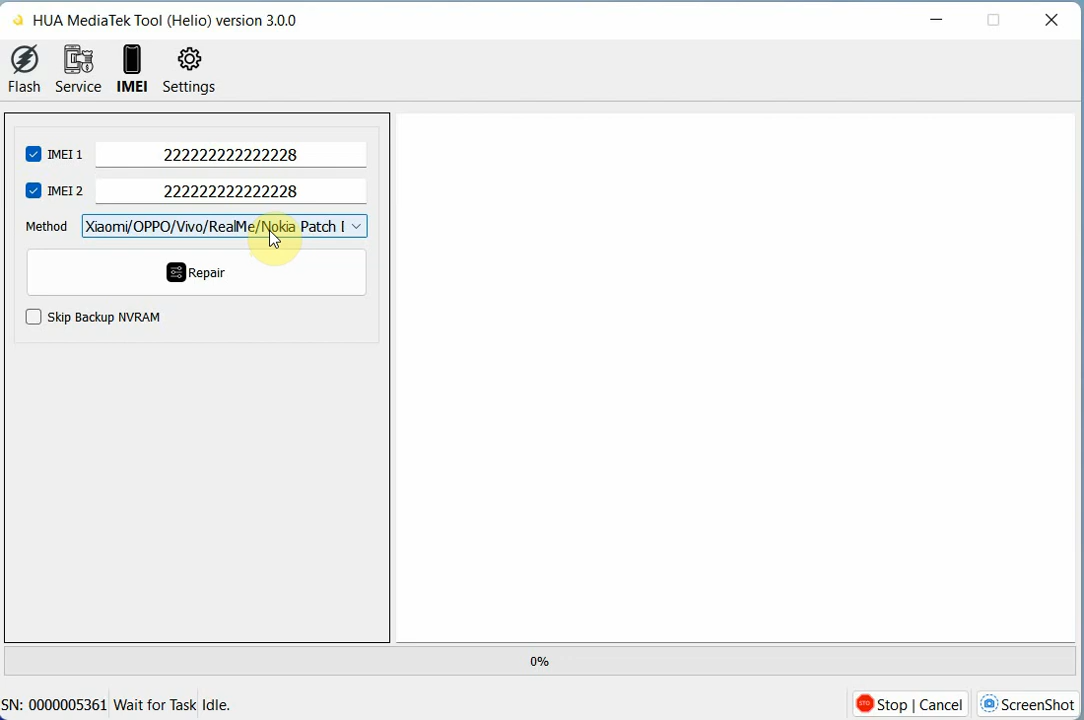 HUA MediaTek Tool (Helio) version 3.0.0
Flash Service IMEI Settings
IMEI 1 222222222222228
IMEI 2 222222222222228
Method Xiaomi/OPPO/Vivo/RealMe/Nokia Patch
Repair
Skip Backup NVRAM
0%
SN: 0000005361 Wait for Task Idle. STO Stop | Cancel ScreenShot